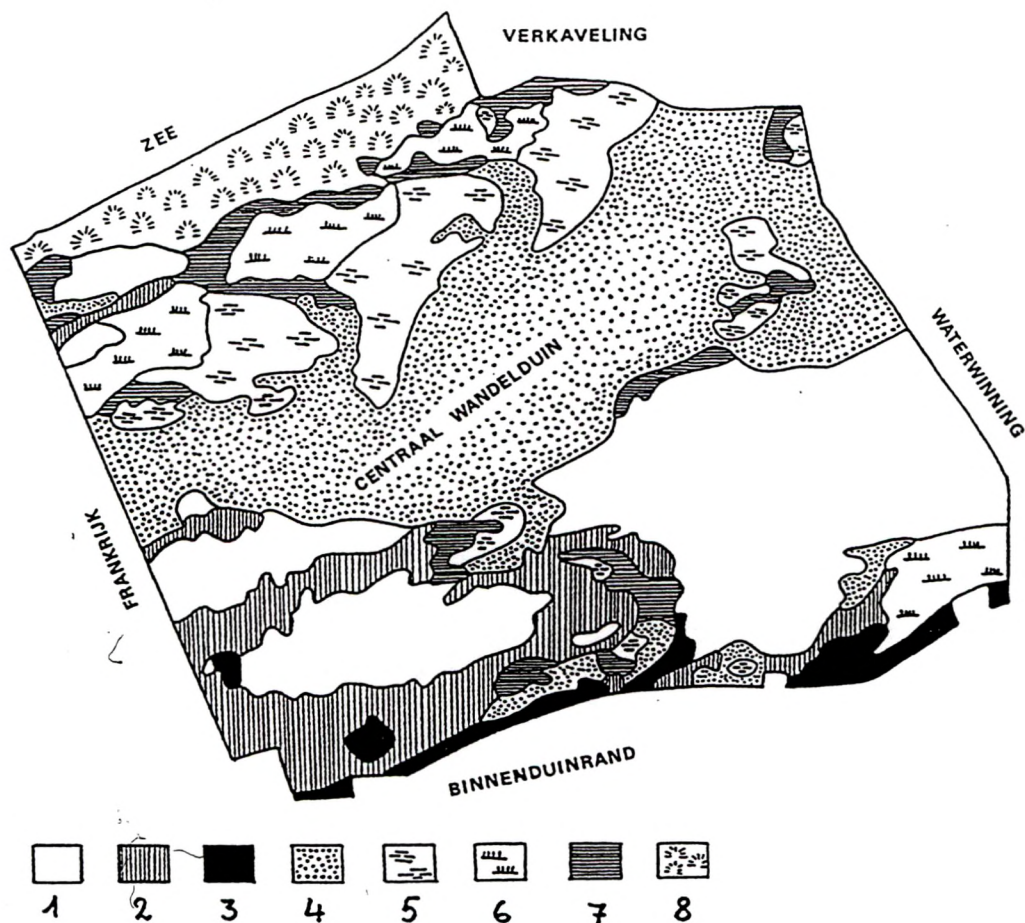 VERKAVELING
ZEE
WATERWINNING
CENTRAAL WANDELDUIN
FRANKRIJK
BINNENDUINRAND
1 2 3 4 5 6 7 8